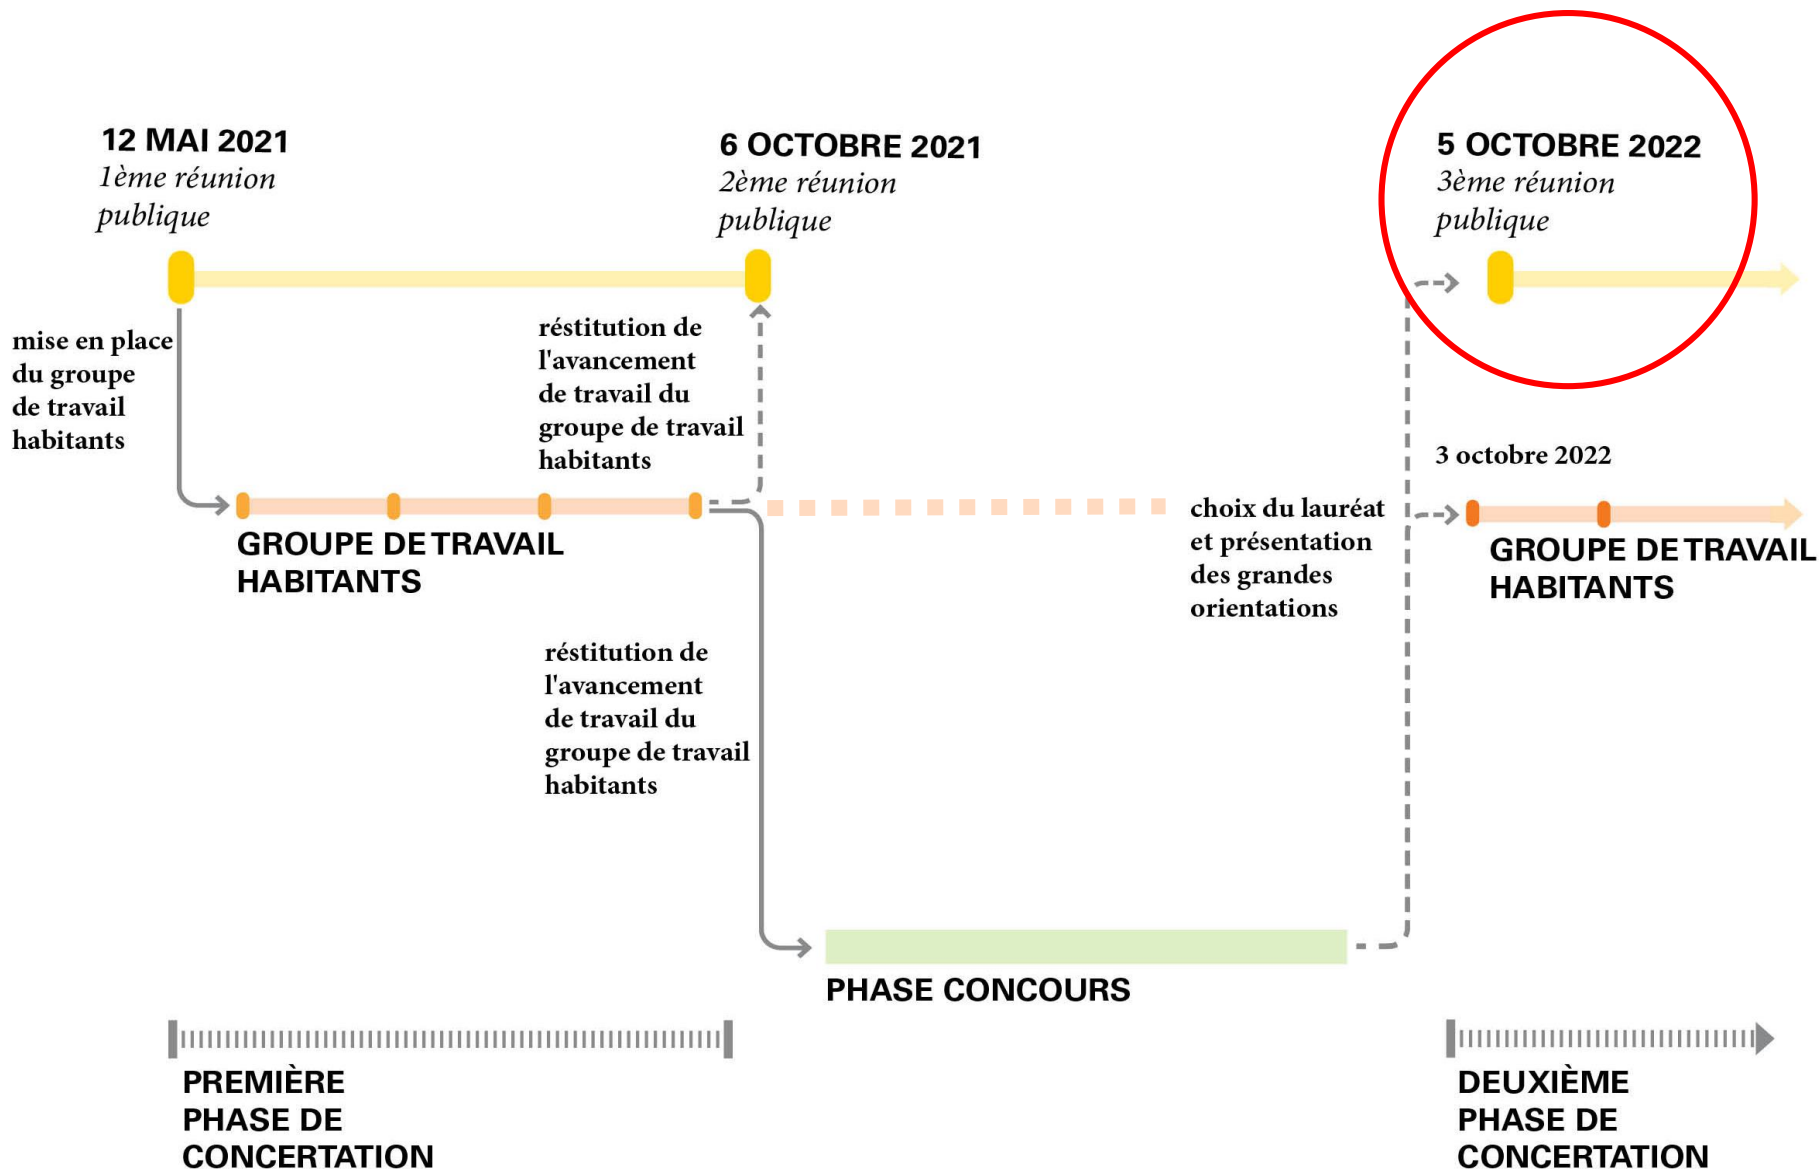 12 MAI 2021
1ème réunion
publique
6 OCTOBRE 2021
2ème réunion
publique
5 OCTOBRE 2022
3ème réunion
publique
mise en place
du groupe
de travail
habitants
réstitution de
l'avancement
de travail du
groupe de travail
habitants
3 octobre 2022
GROUPE DE TRAVAIL
HABITANTS
choix du lauréat
et présentation
des grandes
orientations
GROUPE DE TRAVAIL
HABITANTS
réstitution de
l'avancement
de travail du
groupe de travail
habitants
PHASE CONCOURS
PREMIÈRE
PHASE DE
CONCERTATION
DEUXIÈME
PHASE DE
CONCERTATION